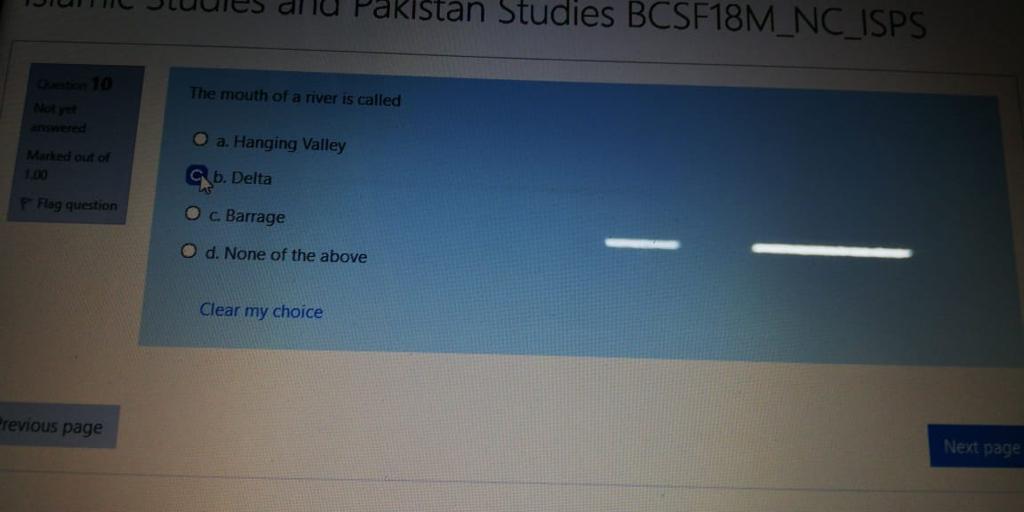 Islamic Studies and Pakistan Studies BCSF18M_NC_ISPS
Question 10
Not yet
answered
Marked out of
1.00
Flag question
The mouth of a river is called
a. Hanging Valley
b. Delta
c. Barrage
d. None of the above
Clear my choice
Previous page
Next page